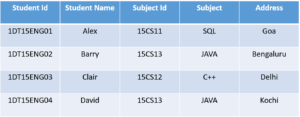 Student Id Student Name Subject Id Subject Address
1DT15ENG01 Alex 15CS11 SQL Goa
1DT15ENG02 Barry 15CS13 JAVA Bengaluru
1DT15ENG03 Clair 15CS12 C++ Delhi
1DT15ENG04 David 15CS13 JAVA Kochi